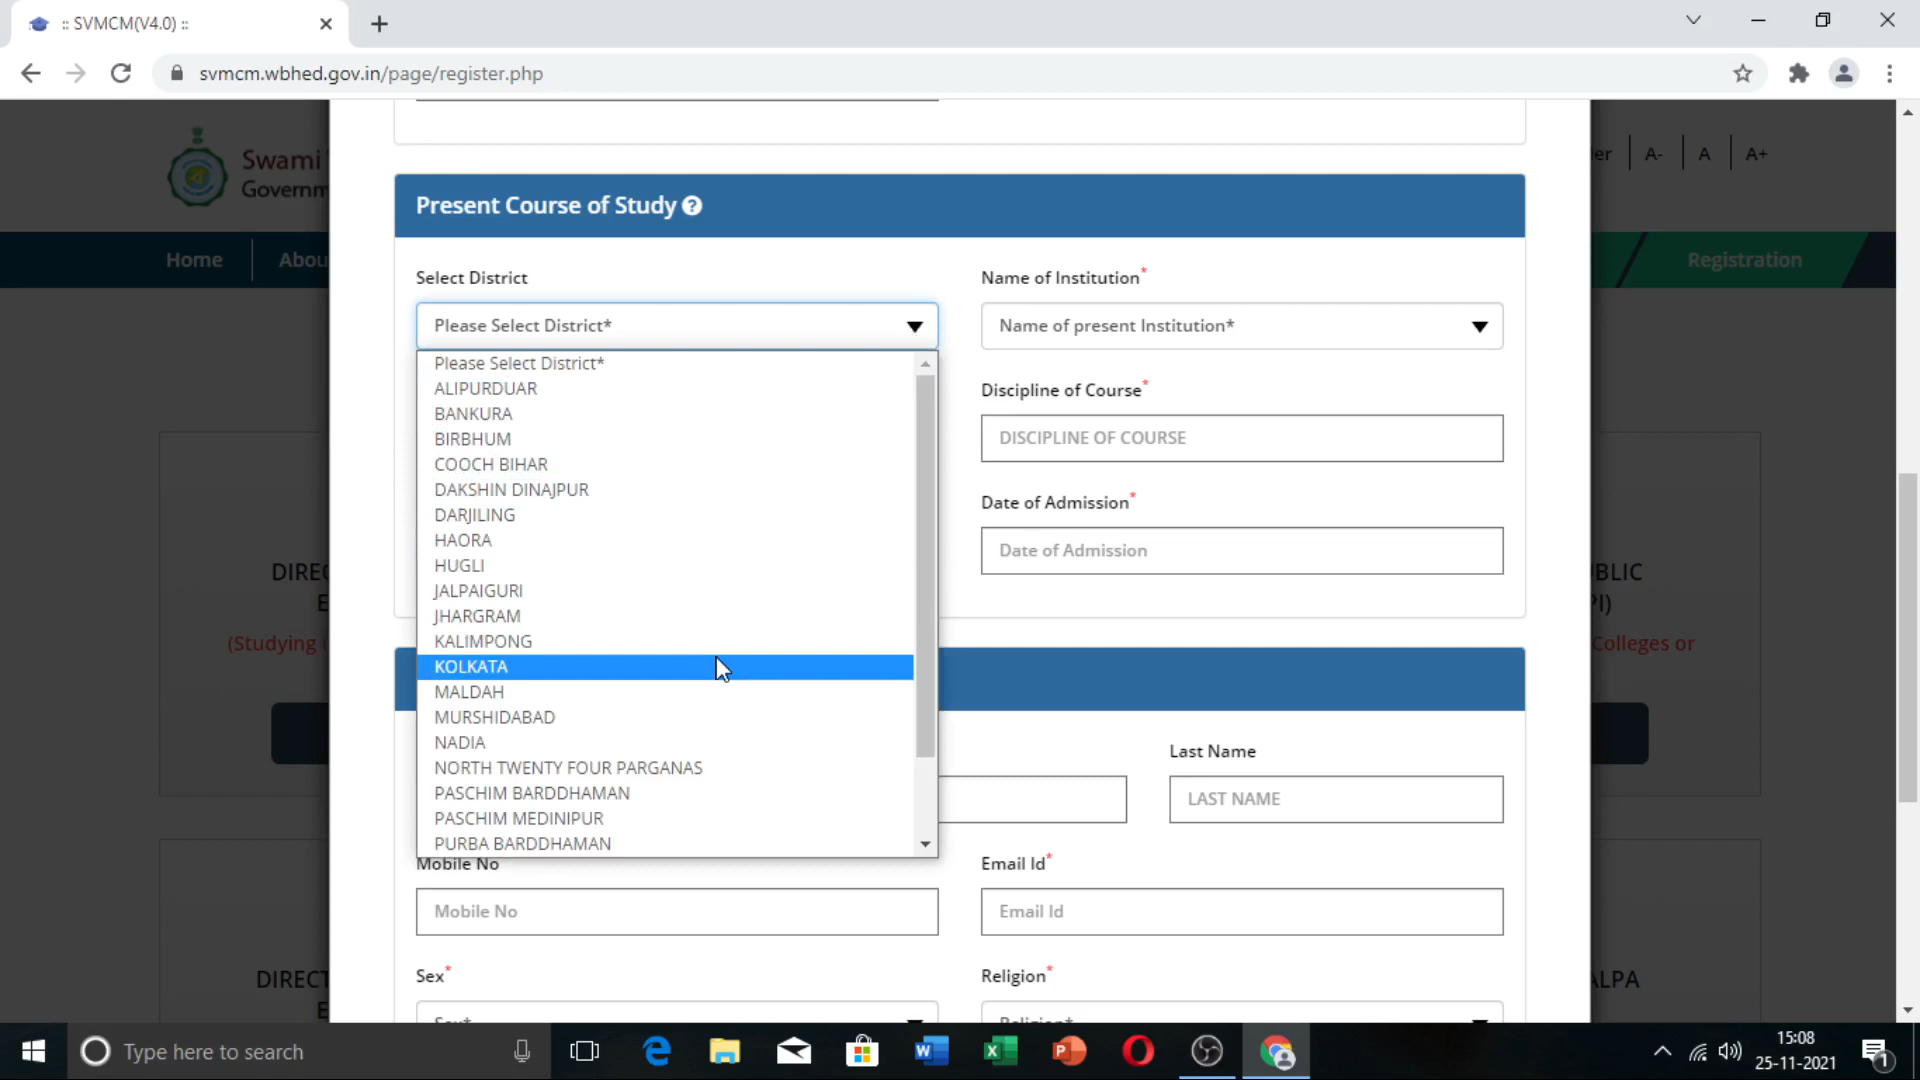 :: SVMCM(V4.0) ::
svmcm.wbhed.gov.in/page/register.php
Swami
Governm
A-
A
A+
Home
Abou
Registration
Present Course of Study
Select District
Name of Institution*
Please Select District*
Name of present Institution*
Please Select District*
ALIPURDUAR
BANKURA
BIRBHUM
COOCH BIHAR
DAKSHIN DINAJPUR
DARJILING
HAORA
HUGLI
JALPAIGURI
JHARGRAM
KALIMPONG
KOLKATA
MALDAH
MURSHIDABAD
NADIA
NORTH TWENTY FOUR PARGANAS
PASCHIM BARDDHAMAN
PASCHIM MEDINIPUR
PURBA BARDDHAMAN
Discipline of Course*
DISCIPLINE OF COURSE
Date of Admission*
Date of Admission
DIREC
E
(Studying
BLIC
I)
Colleges or
Last Name
LAST NAME
Mobile No
Email Id*
Mobile No
Email Id
Sex*
Religion*
Sex*
Religion*
DIRECT
E
ALPA
Type here to search
15:08
25-11-2021
1